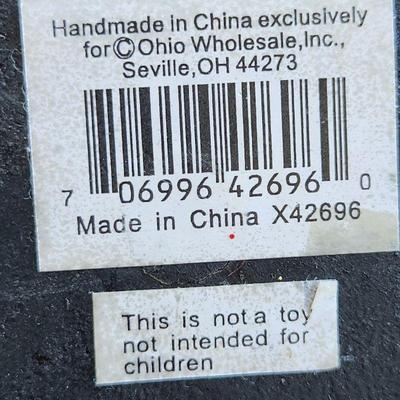 Handmade in China exclusively
for©Ohio Wholesale,Inc.,
Seville,OH 44273
7 06996 42696 0
Made in China X42696
This is not a toy
not intended for
children